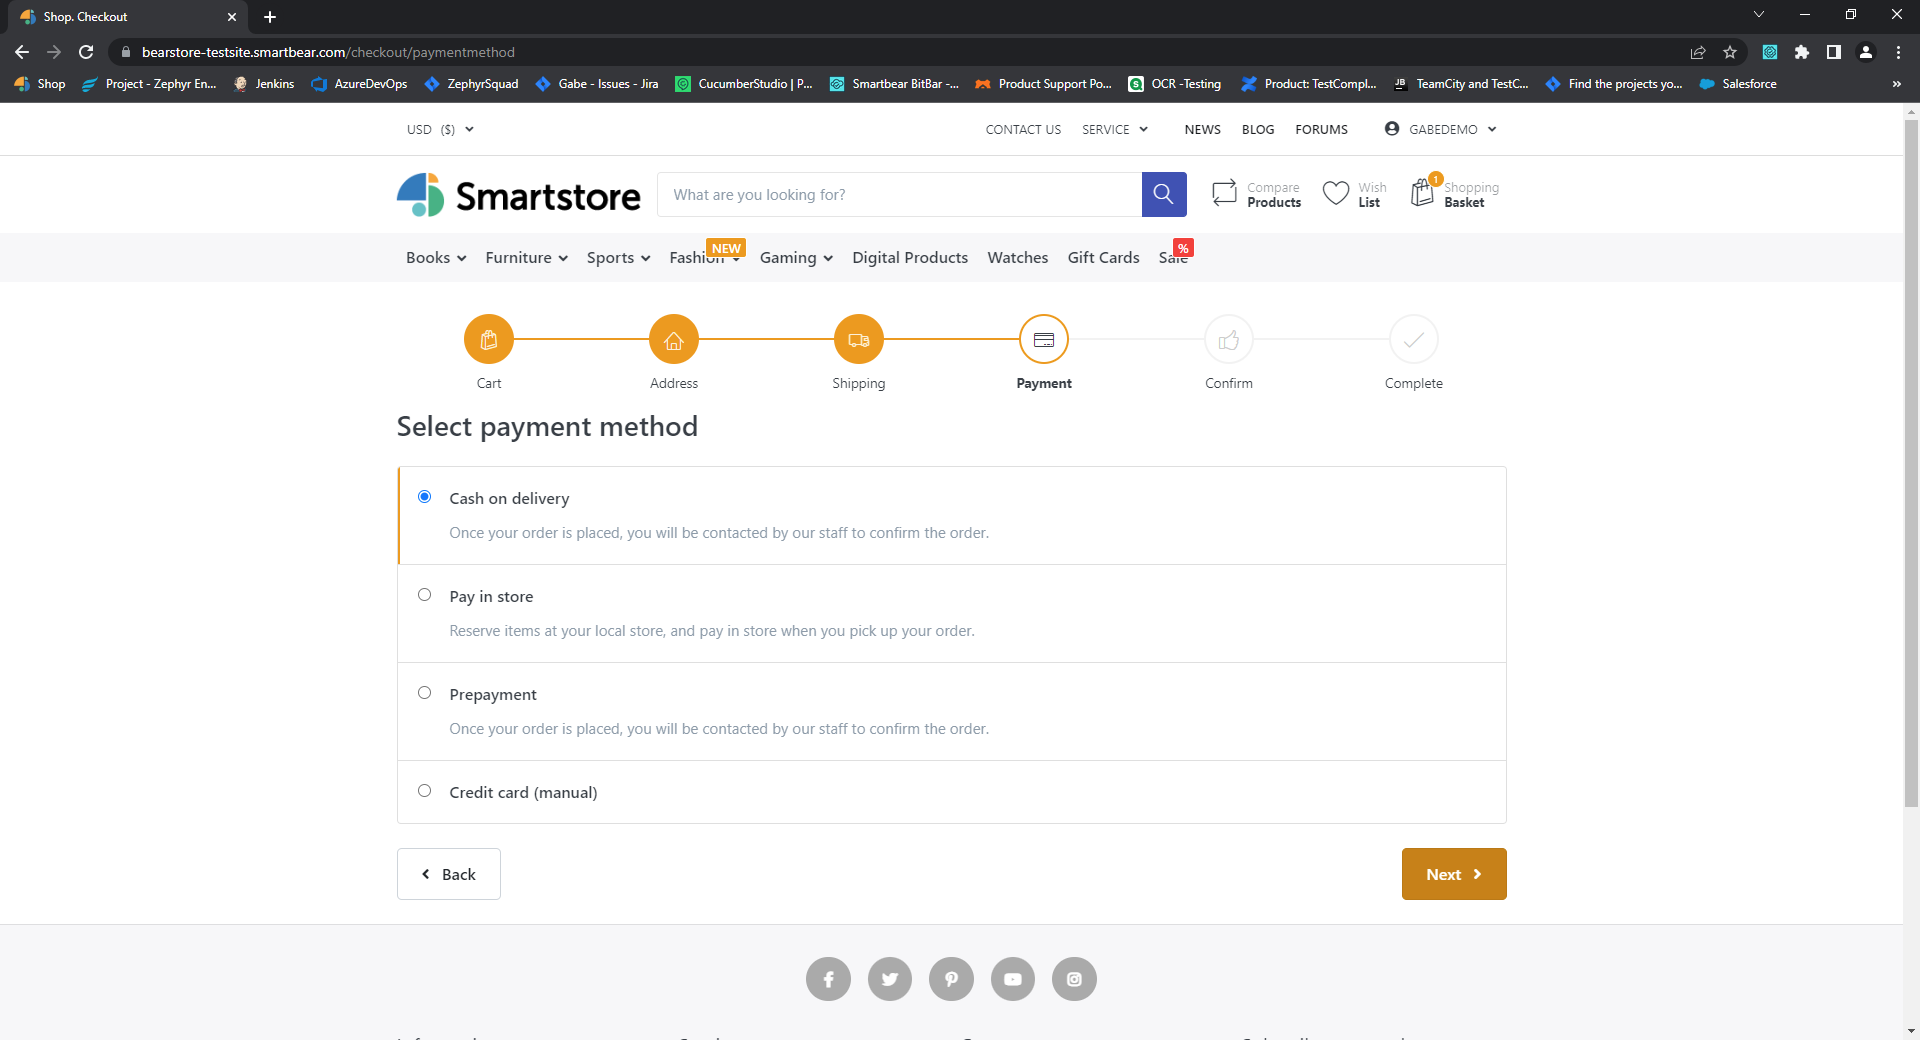 Shop. Checkout
bearstore-testsite.smartbear.com/checkout/paymentmethod
Shop Project - Zephyr En... Jenkins AzureDevOps ZephyrSquad Gabe - Issues - Jira CucumberStudio | P... Smartbear BitBar -... Product Support Po... OCR -Testing Product: TestCompl... TeamCity and TestC... Find the projects yo... Salesforce »
USD ($) CONTACT US SERVICE NEWS BLOG FORUMS GABEDEMO
Smartstore What are you looking for? Compare Products Wish List 1 Shopping Basket
Books Furniture Sports Fashion NEW Gaming Digital Products Watches Gift Cards Sale %
Cart Address Shipping Payment Confirm Complete
Select payment method
Cash on delivery
Once your order is placed, you will be contacted by our staff to confirm the order.
Pay in store
Reserve items at your local store, and pay in store when you pick up your order.
Prepayment
Once your order is placed, you will be contacted by our staff to confirm the order.
Credit card (manual)
Back Next